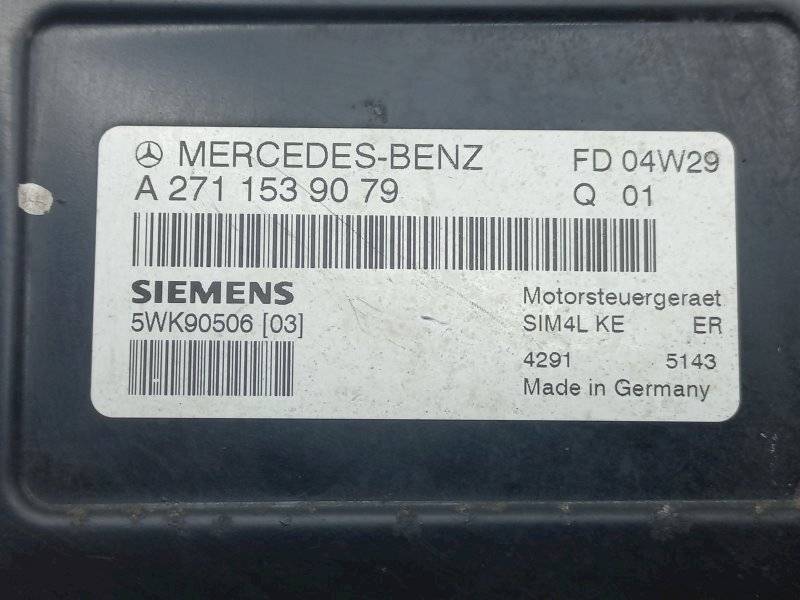 MERCEDES-BENZ FD 04W29
A 271 153 90 79 Q 01
SIEMENS Motorsteuergeraet
5WK90506 [03] SIM4L KE ER
4291 5143
Made in Germany